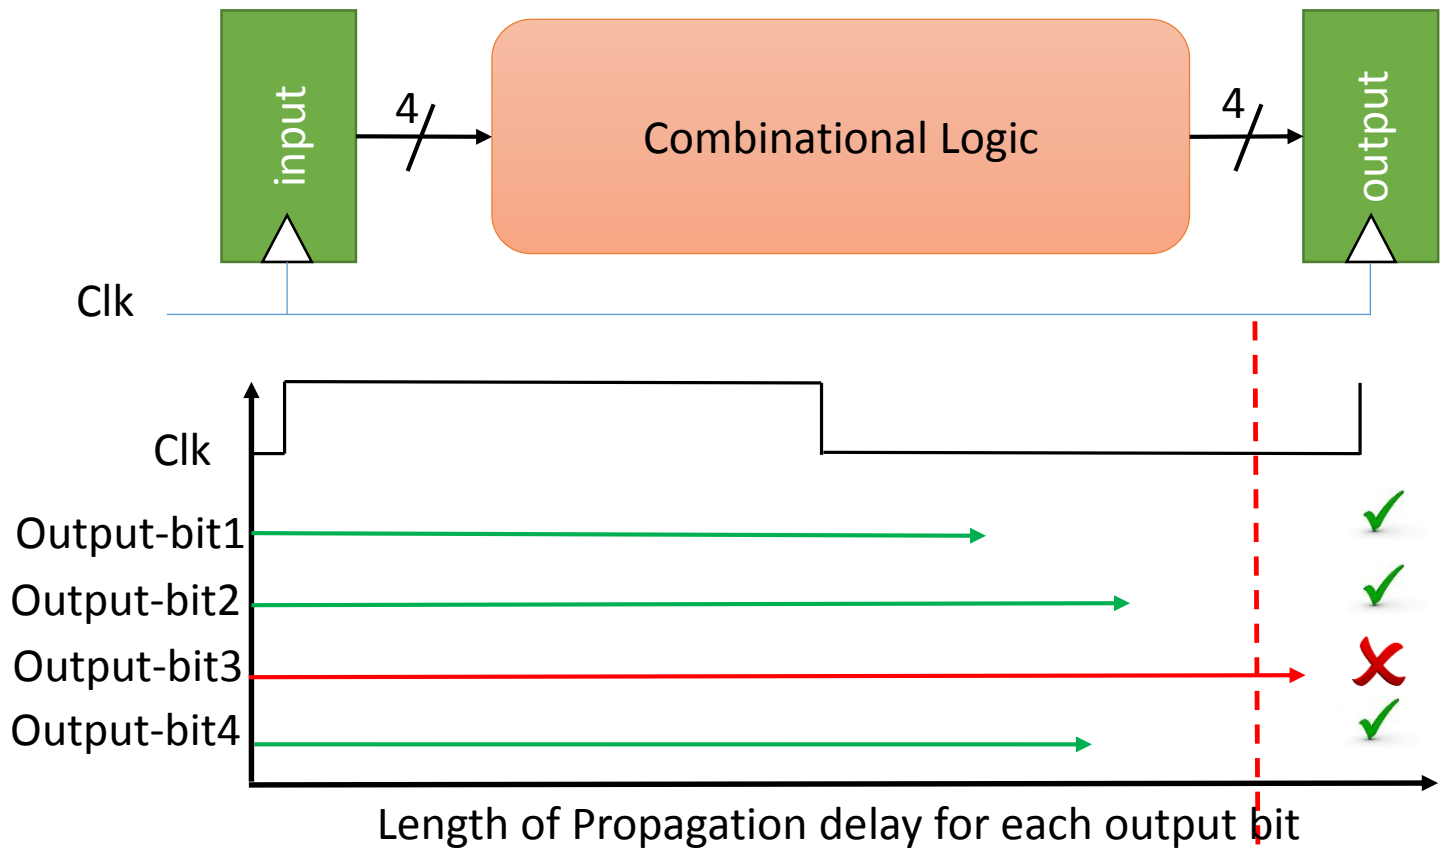 input
4
Combinational Logic
4
output
Clk
Clk
Output-bit1
Output-bit2
Output-bit3
Output-bit4
Length of Propagation delay for each output bit